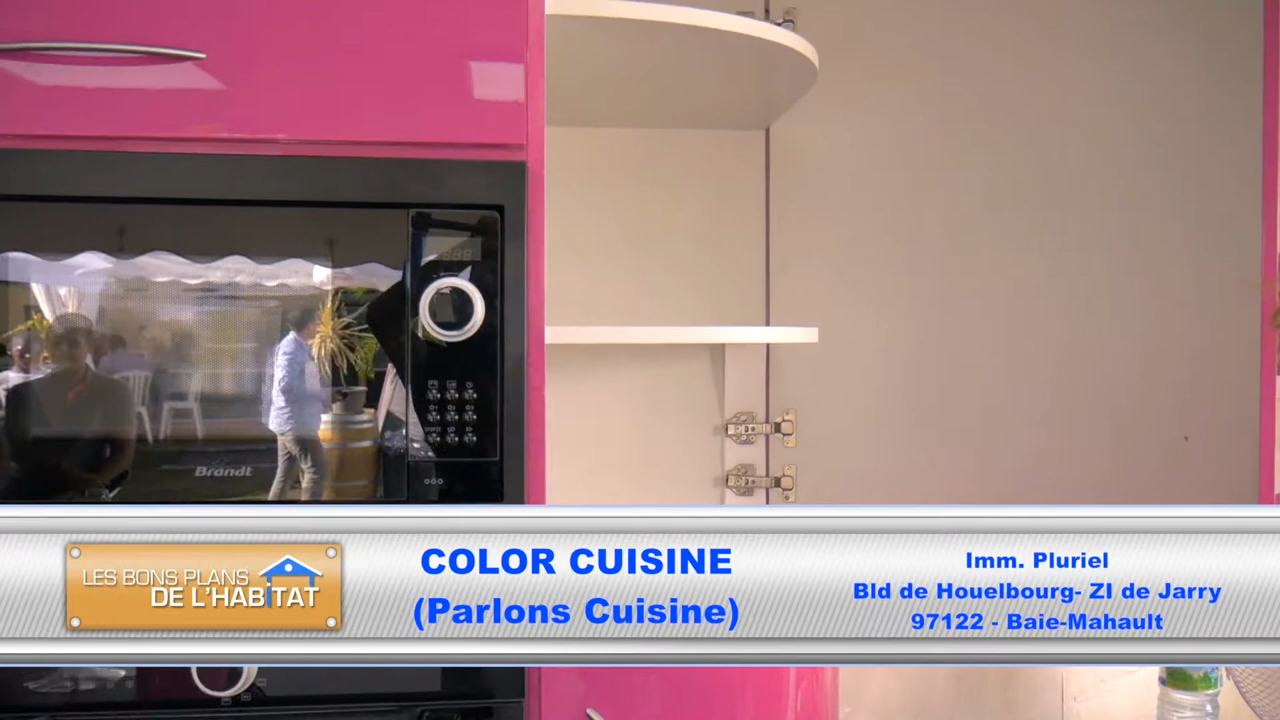 Brandt
LES BONS PLANS
DE L'HABITAT
COLOR CUISINE
(Parlons Cuisine)
Imm. Pluriel
Bld de Houelbourg- ZI de Jarry
97122 - Baie-Mahault